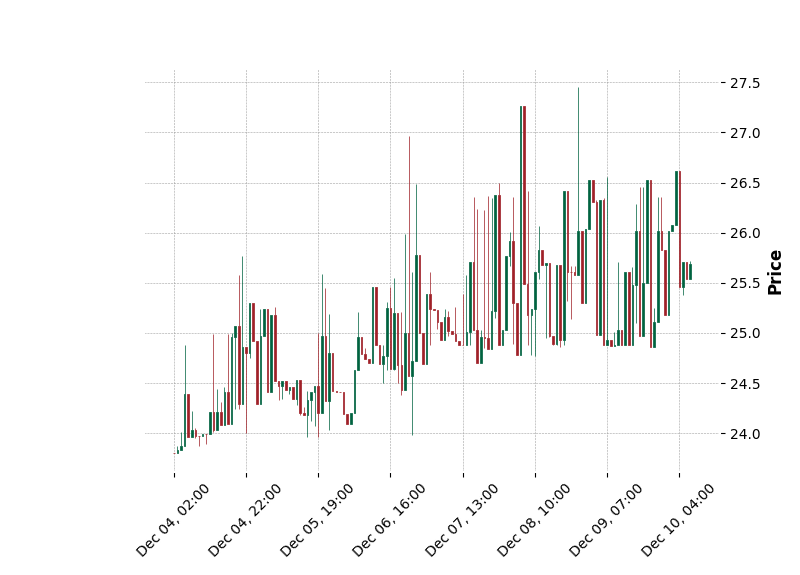 27.5
27.0
26.5
26.0
25.5
25.0
24.5
24.0
Price
Dec 04, 02:00
Dec 04, 22:00
Dec 05, 19:00
Dec 06, 16:00
Dec 07, 13:00
Dec 08, 10:00
Dec 09, 07:00
Dec 10, 04:00